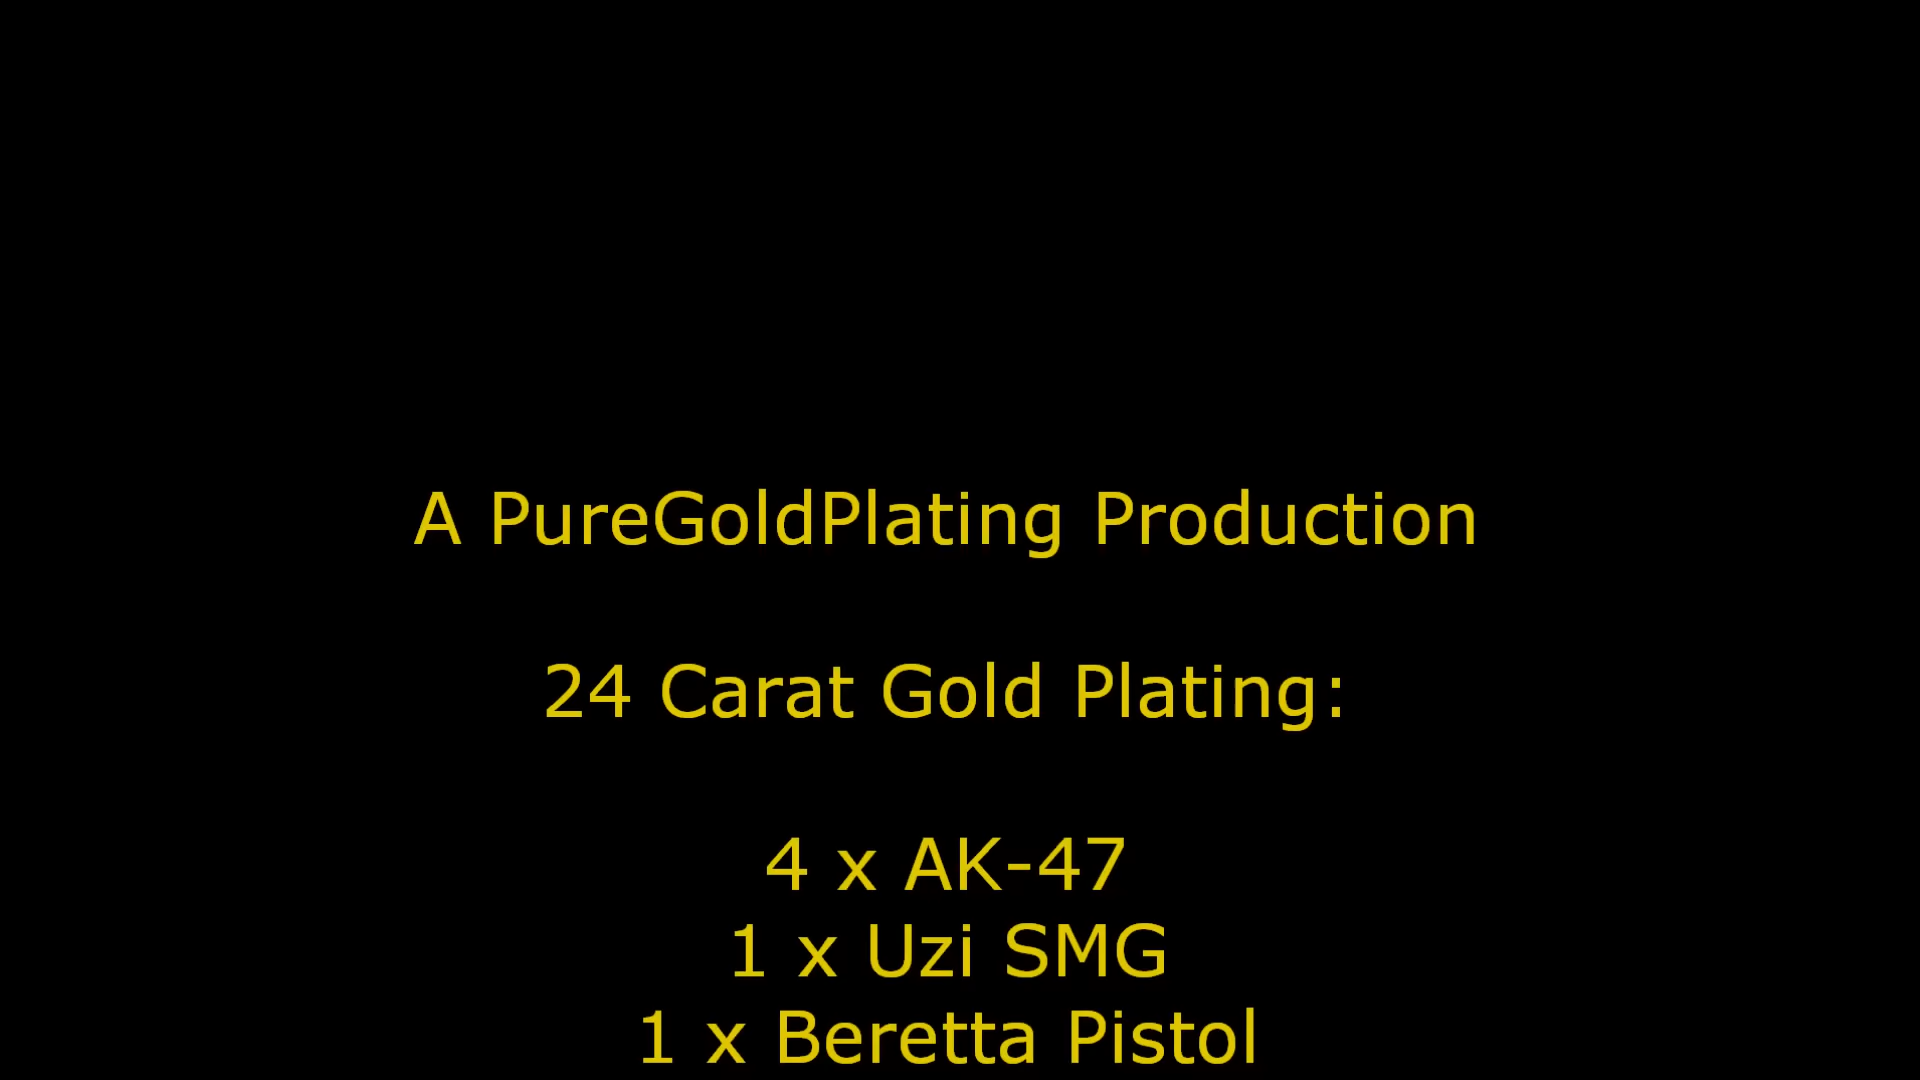 A PureGoldPlating Production
24 Carat Gold Plating:
4 x AK-47
1 x Uzi SMG
1 x Beretta Pistol